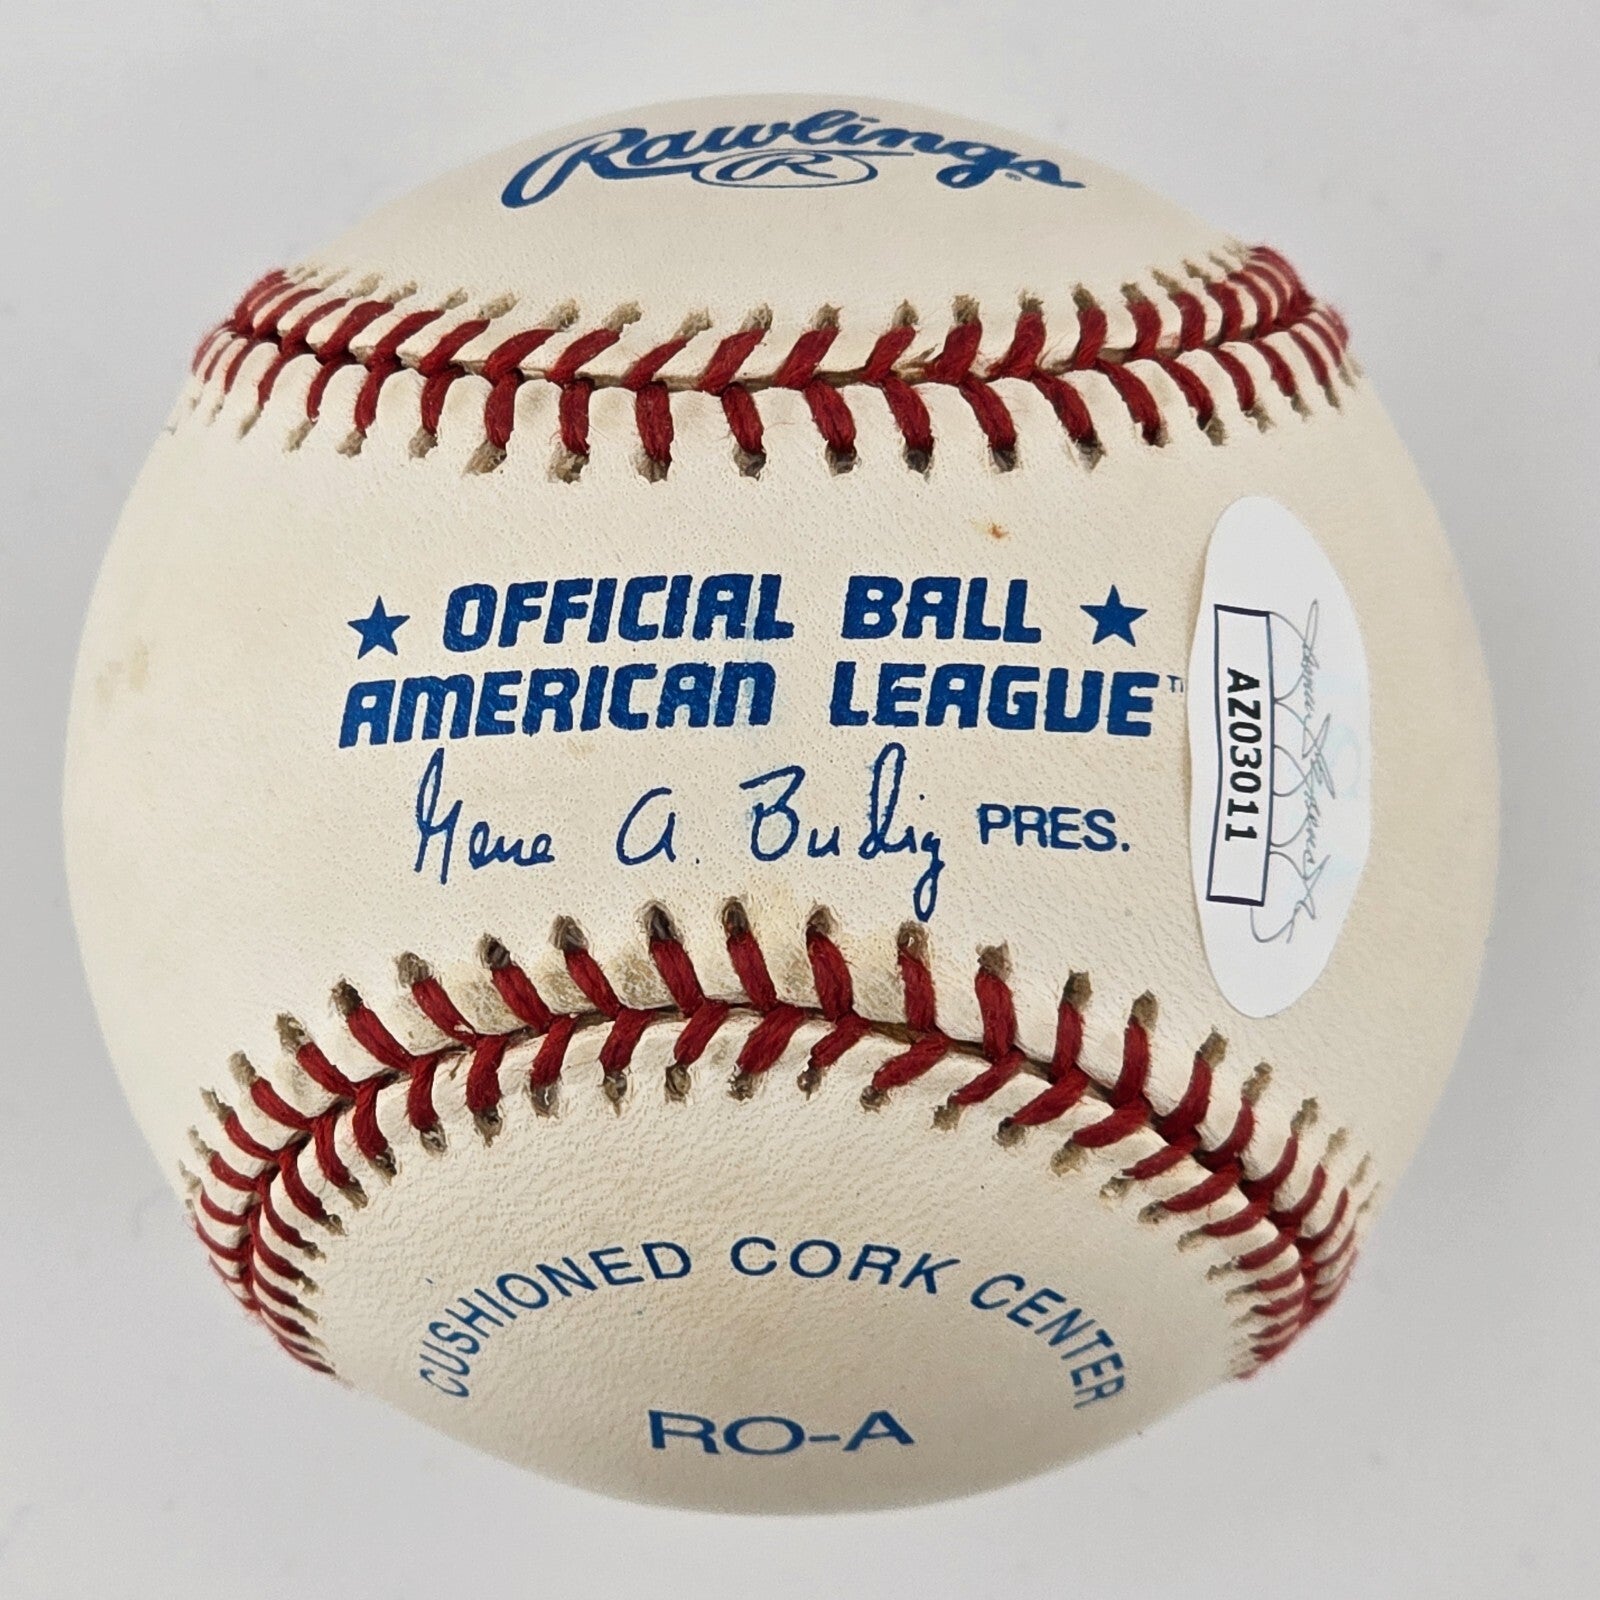 Rawlings®
R
★ OFFICIAL BALL ★
AMERICAN LEAGUE™
Gene A. Budig PRES.
AZ03011
CUSHIONED CORK CENTER
RO-A